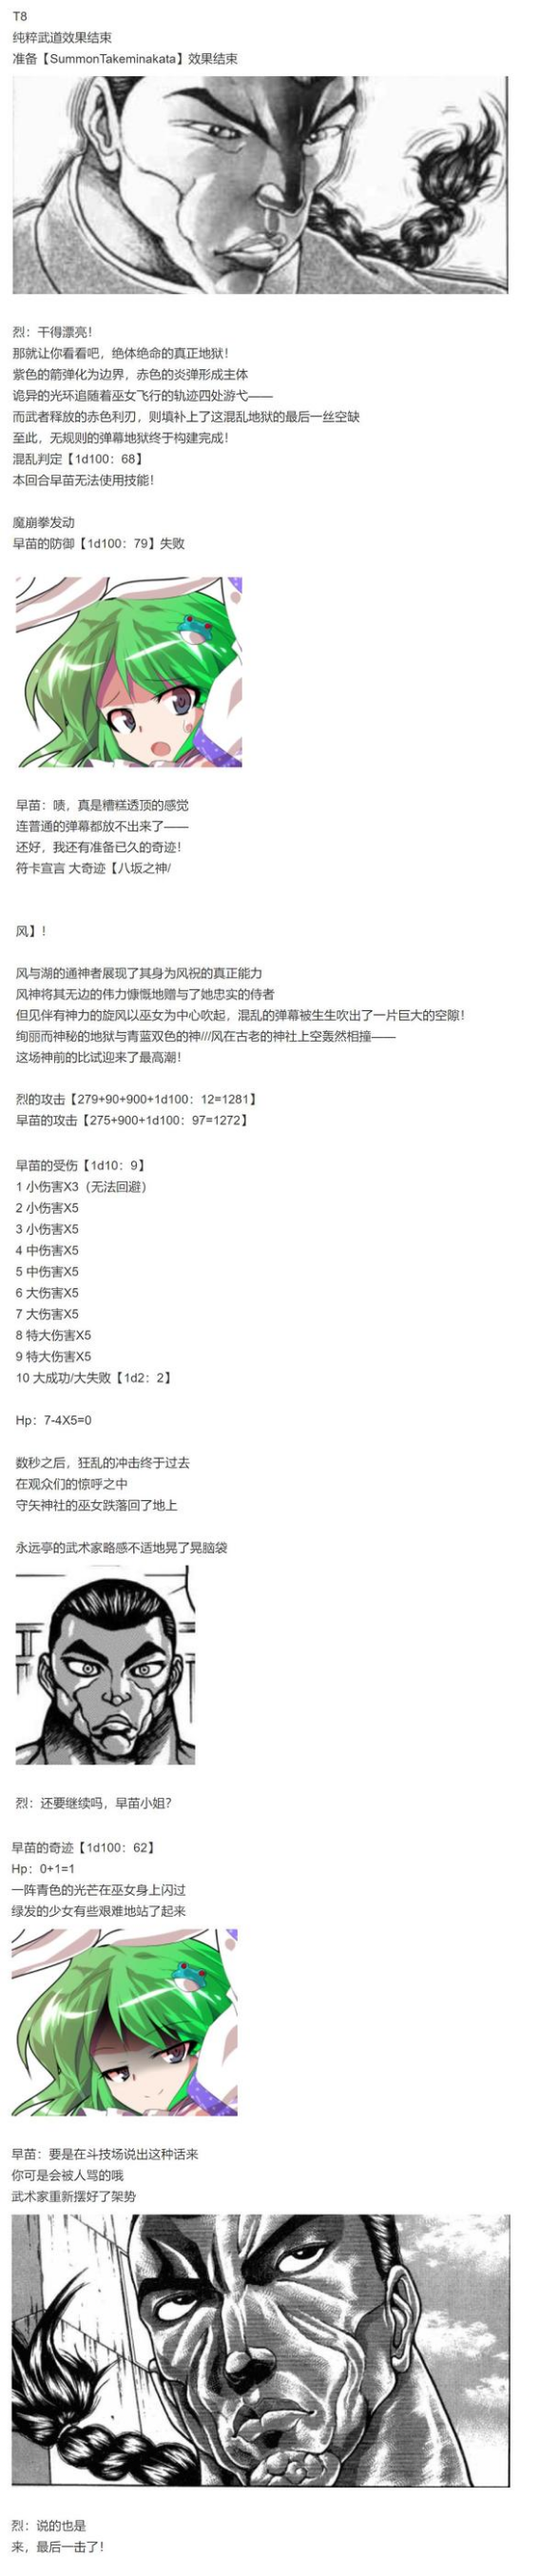 T8
纯粹武道效果结束
准备【SummonTakeminakata】效果结束
烈：干得漂亮！
那就让你看看吧，绝体绝命的真正地狱！
紫色的箭弹化为边界，赤色的炎弹形成主体
诡异的光环追随着巫女飞行的轨迹四处游弋——
而武者释放的赤色利刃，则填补上了这混乱地狱的最后一丝空缺
至此，无规则的弹幕地狱终于构建完成！
混乱判定【1d100：68】
本回合早苗无法使用技能！
魔崩拳发动
早苗的防御【1d100：79】失败
早苗：啧，真是糟糕透顶的感觉
连普通的弹幕都放不出来了——
还好，我还有准备已久的奇迹！
符卡宣言 大奇迹【八坂之神/
风】！
风与湖的通神者展现了其身为风祝的真正能力
风神将其无边的伟力慷慨地赠与了她忠实的侍者
但见伴有神力的旋风以巫女为中心吹起，混乱的弹幕被生生吹出了一片巨大的空隙！
绚丽而神秘的地狱与青蓝双色的神///风在古老的神社上空轰然相撞——
这场神前的比试迎来了最高潮！
烈的攻击【279+90+900+1d100：12=1281】
早苗的攻击【275+900+1d100：97=1272】
早苗的受伤【1d10：9】
1 小伤害X3（无法回避）
2 小伤害X5
3 小伤害X5
4 中伤害X5
5 中伤害X5
6 大伤害X5
7 大伤害X5
8 特大伤害X5
9 特大伤害X5
10 大成功/大失败【1d2：2】
Hp：7-4X5=0
数秒之后，狂乱的冲击终于过去
在观众们的惊呼之中
守矢神社的巫女跌落回了地上
永远亭的武术家略感不适地晃了晃脑袋
烈：还要继续吗，早苗小姐？
早苗的奇迹【1d100：62】
Hp：0+1=1
一阵青色的光芒在巫女身上闪过
绿发的少女有些艰难地站了起来
早苗：要是在斗技场说出这种话来
你可是会被人骂的哦
武术家重新摆好了架势
烈：说的也是
来，最后一击了！